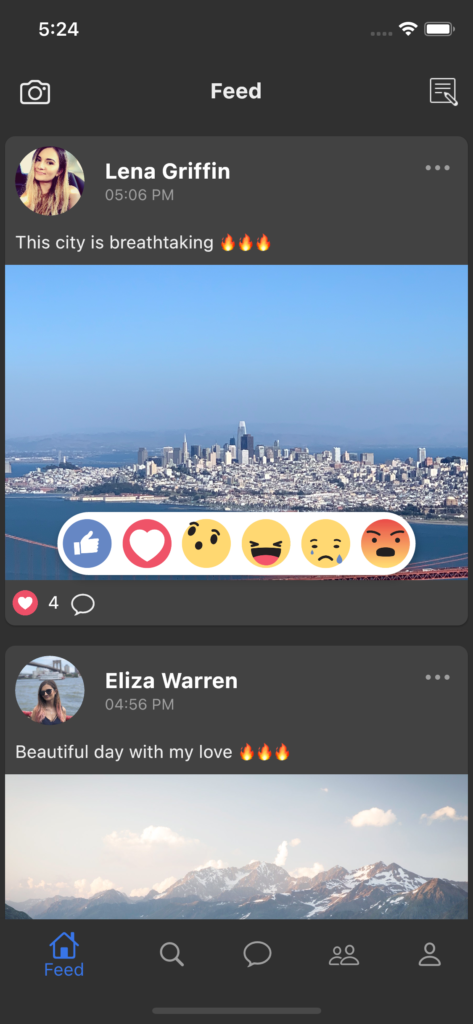 5:24
Feed
Lena Griffin
05:06 PM
This city is breathtaking 🔥🔥🔥
4
Eliza Warren
04:56 PM
Beautiful day with my love 🔥🔥🔥
Feed